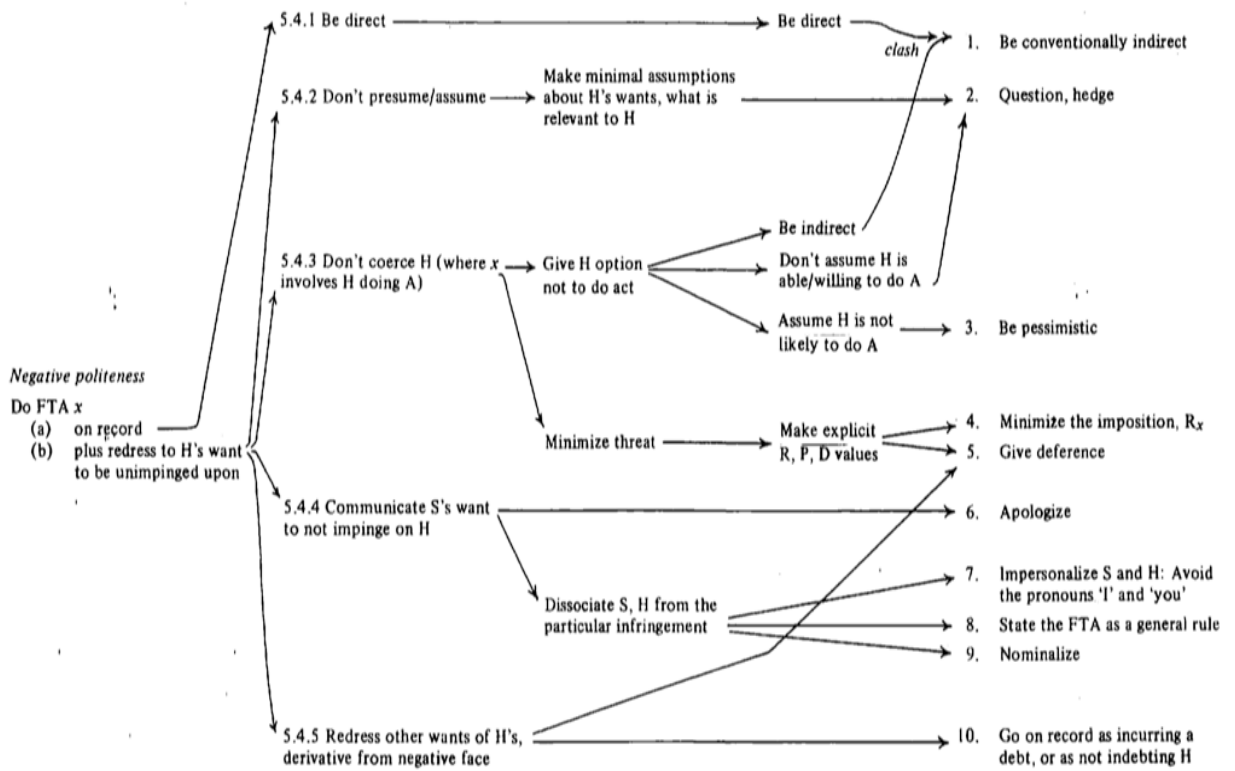 5.4.1 Be direct
Be direct
clash
1. Be conventionally indirect
5.4.2 Don't presume/assume
Make minimal assumptions
about H's wants, what is
relevant to H
2. Question, hedge
5.4.3 Don't coerce H (where x
involves H doing A)
Give H option
not to do act
Be indirect
Don't assume H is
able/willing to do A
Assume H is not
likely to do A
3. Be pessimistic
Negative politeness
Do FTA x
(a) on record
(b) plus redress to H's want
to be unimpinged upon
Minimize threat
Make explicit
R, P, D values
4. Minimize the imposition, Rx
5. Give deference
5.4.4 Communicate S's want
to not impinge on H
6. Apologize
Dissociate S, H from the
particular infringement
7. Impersonalize S and H: Avoid
the pronouns 'I' and 'you'
8. State the FTA as a general rule
9. Nominalize
5.4.5 Redress other wants of H's,
derivative from negative face
10. Go on record as incurring a
debt, or as not indebting H